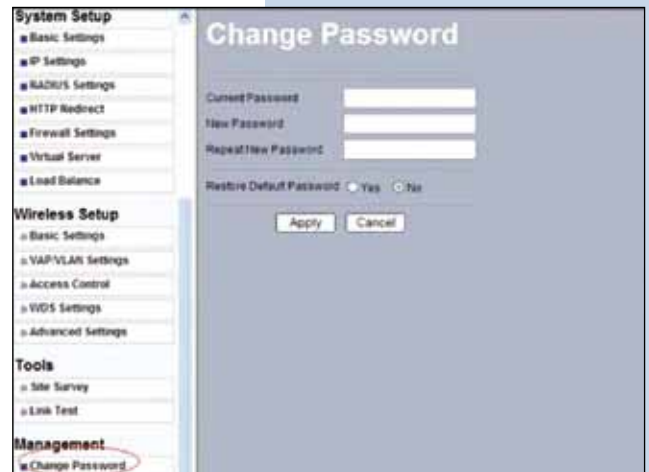 System Setup
Basic Settings
IP Settings
RADIUS Settings
HTTP Redirect
Firewall Settings
Virtual Server
Load Balance
Wireless Setup
Basic Settings
VAP/VLAN Settings
Access Control
WDS Settings
Advanced Settings
Tools
Site Survey
Link Test
Management
Change Password
Change Password
Current Password
New Password
Repeat New Password
Restore Default Password Yes No
Apply Cancel